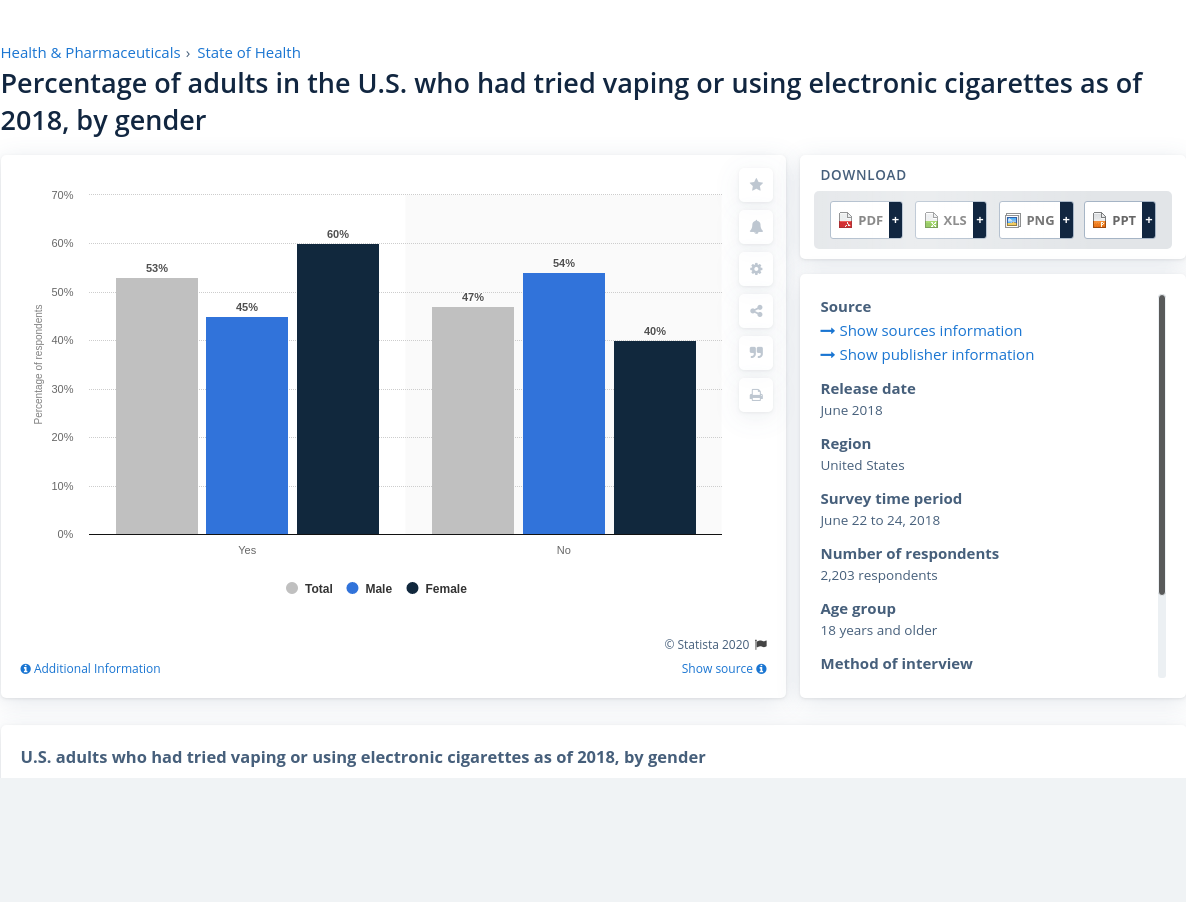 Health & Pharmaceuticals › State of Health
Percentage of adults in the U.S. who had tried vaping or using electronic cigarettes as of
2018, by gender
70%
60%
50%
40%
30%
20%
10%
0%
Percentage of respondents
53%
45%
60%
47%
54%
40%
Yes
No
Total
Male
Female
© Statista 2020
Additional Information
Show source
DOWNLOAD
PDF +
XLS +
PNG +
PPT +
Source
Show sources information
Show publisher information
Release date
June 2018
Region
United States
Survey time period
June 22 to 24, 2018
Number of respondents
2,203 respondents
Age group
18 years and older
Method of interview
U.S. adults who had tried vaping or using electronic cigarettes as of 2018, by gender